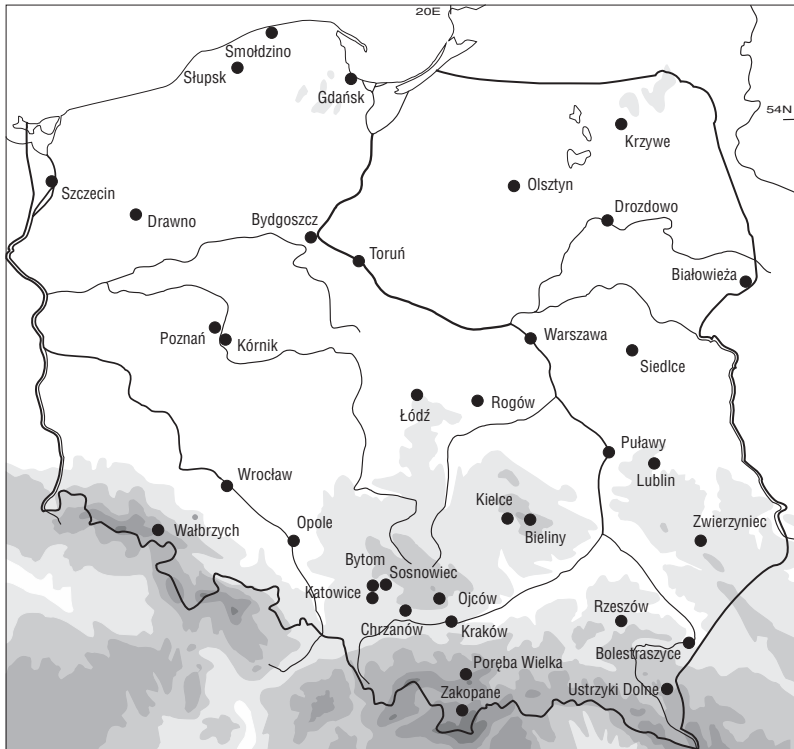 20E
Smołdzino
Słupsk
Gdańsk
54N
Krzywe
Szczecin
Olsztyn
Drawno
Drozdowo
Bydgoszcz
Toruń
Białowieża
Poznań
Kórnik
Warszawa
Siedlce
Łódź
Rogów
Puławy
Lublin
Wrocław
Kielce
Opole
Wałbrzych
Bieliny
Zwierzyniec
Bytom
Sosnowiec
Katowice
Ojców
Rzeszów
Chrzanów
Kraków
Bolestraszyce
Poręba Wielka
Ustrzyki Dolne
Zakopane